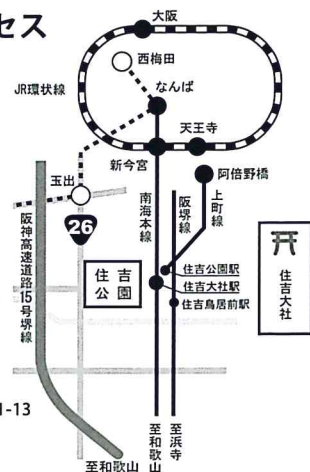 セス
大阪
西梅田
JR環状線
なんば
天王寺
新今宮
阿倍野橋
玉出
26
南海本線
阪堺線
上町線
阪神高速道路15号堺線
住吉
公園
住吉公園駅
住吉大社駅
住吉鳥居前駅
住吉大社
1-13
至和歌山
至和歌山
至浜寺